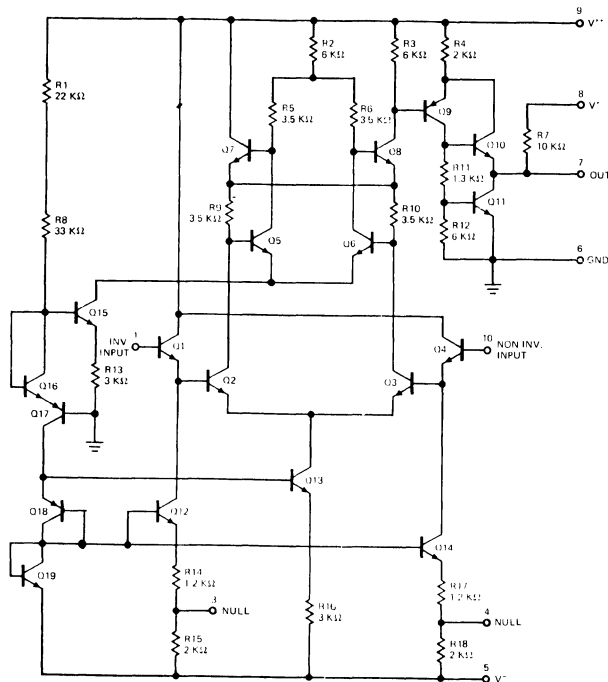 9
V⁺⁺
R2
6 KΩ
R3
6 KΩ
R4
2 KΩ
R1
22 KΩ
8
V⁺
R5
3.5 KΩ
R6
3.5 KΩ
Q9
Q7
Q8
Q10
R7
10 KΩ
7
OUT
R11
1.3 KΩ
R9
3.5 KΩ
R10
3.5 KΩ
Q11
R8
33 KΩ
Q5
Q6
R12
6 KΩ
6
GND
Q15
1
INV.
INPUT
Q1
Q4
10
NON INV.
INPUT
R13
3 KΩ
Q16
Q2
Q3
Q17
Q13
Q18
Q12
Q14
Q19
R14
1.2 KΩ
R17
1.2 KΩ
3
NULL
R16
3 KΩ
4
NULL
R15
2 KΩ
R18
2 KΩ
5
V⁻